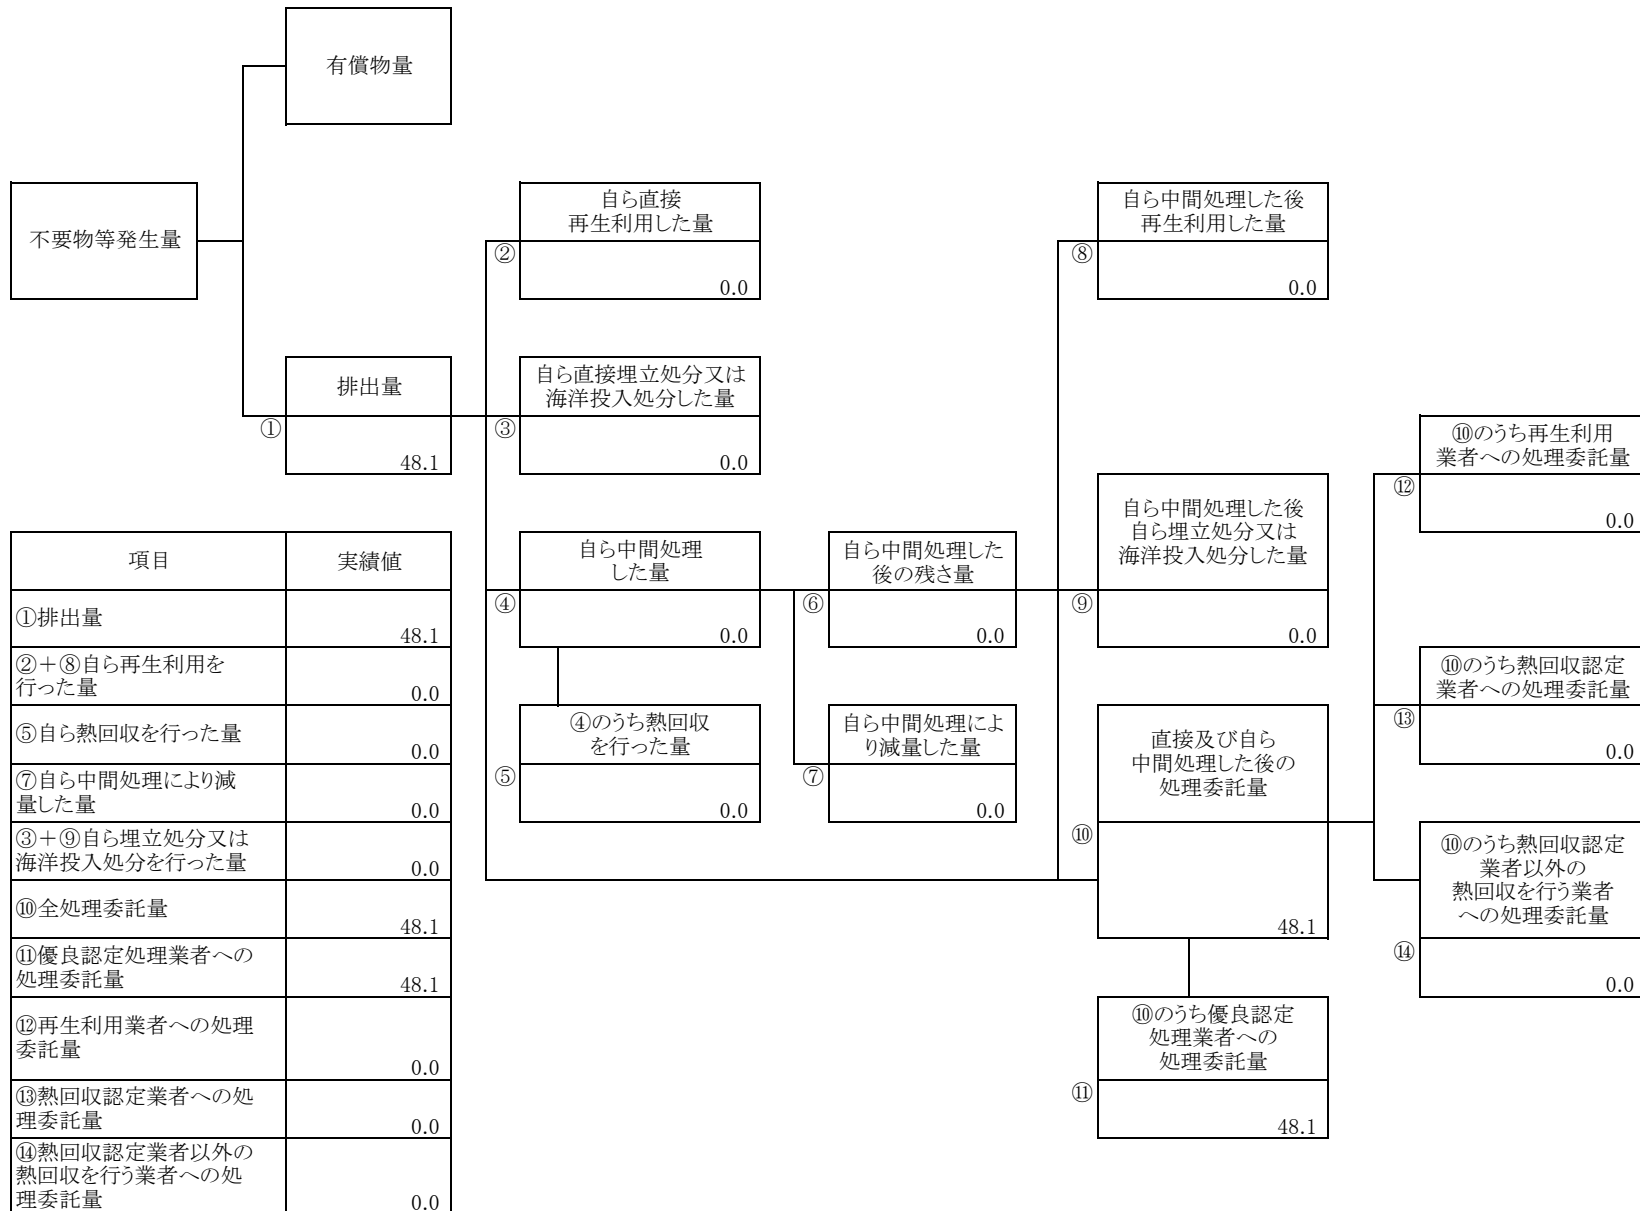 有償物量
不要物等発生量
自ら直接
再生利用した量
②
0.0
自ら中間処理した後
再生利用した量
⑧
0.0
排出量
①
48.1
自ら直接埋立処分又は
海洋投入処分した量
③
0.0
⑩のうち再生利用
業者への処理委託量
⑫
0.0
自ら中間処理
した量
④
0.0
自ら中間処理した
後の残さ量
⑥
0.0
自ら中間処理した後
自ら埋立処分又は
海洋投入処分した量
⑨
0.0
⑩のうち熱回収認定
業者への処理委託量
⑬
0.0
④のうち熱回収
を行った量
⑤
0.0
自ら中間処理によ
り減量した量
⑦
0.0
直接及び自ら
中間処理した後の
処理委託量
⑩
48.1
⑩のうち熱回収認定
業者以外の
熱回収を行う業者
への処理委託量
⑭
0.0
⑩のうち優良認定
処理業者への
処理委託量
⑪
48.1
項目 実績値
①排出量
48.1
②+⑧自ら再生利用を
行った量
0.0
⑤自ら熱回収を行った量
0.0
⑦自ら中間処理により減
量した量
0.0
③+⑨自ら埋立処分又は
海洋投入処分を行った量
0.0
⑩全処理委託量
48.1
⑪優良認定処理業者への
処理委託量
48.1
⑫再生利用業者への処理
委託量
0.0
⑬熱回収認定業者への処
理委託量
0.0
⑭熱回収認定業者以外の
熱回収を行う業者への処
理委託量
0.0